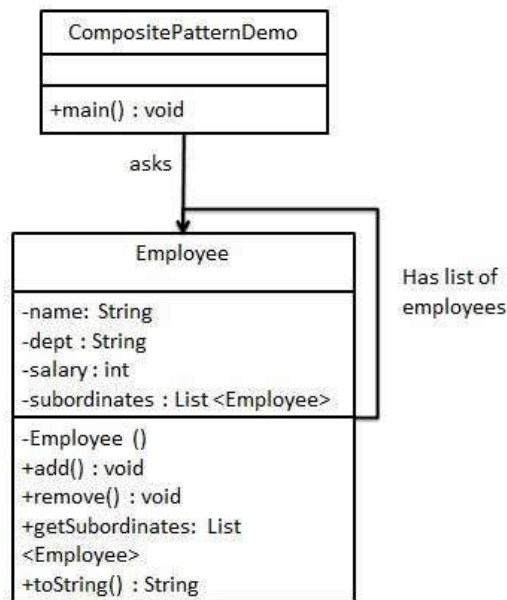 CompositePatternDemo
+main() : void
asks
Employee
-name: String
-dept : String
-salary : int
-subordinates : List <Employee>
Has list of
employees
-Employee ()
+add() : void
+remove() : void
+getSubordinates: List
<Employee>
+toString() : String